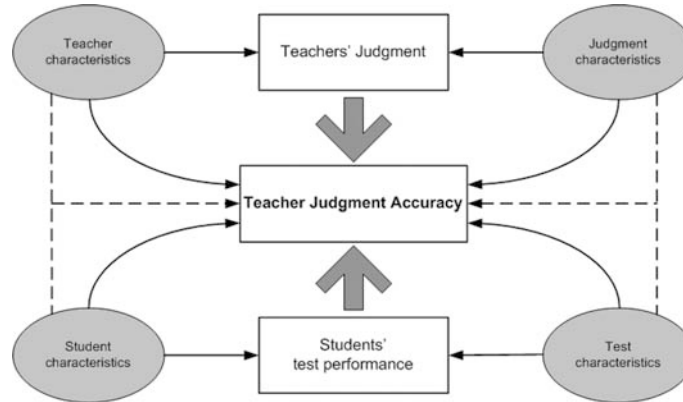 Teacher
characteristics
Teachers' Judgment
Judgment
characteristics
Teacher Judgment Accuracy
Student
characteristics
Students'
test performance
Test
characteristics